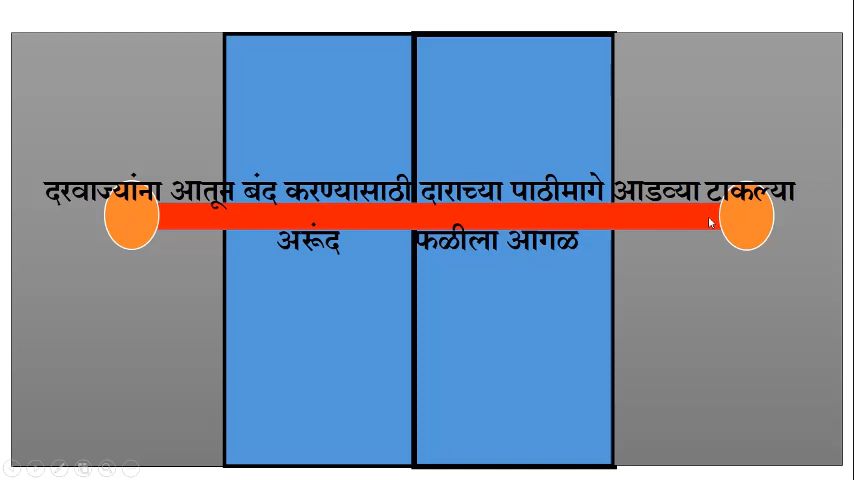 दरवाज्यांना आतून बंद करण्यासाठी दाराच्या पाठीमागे आडव्या टाकल्या
अरूंद फळीला आगळ